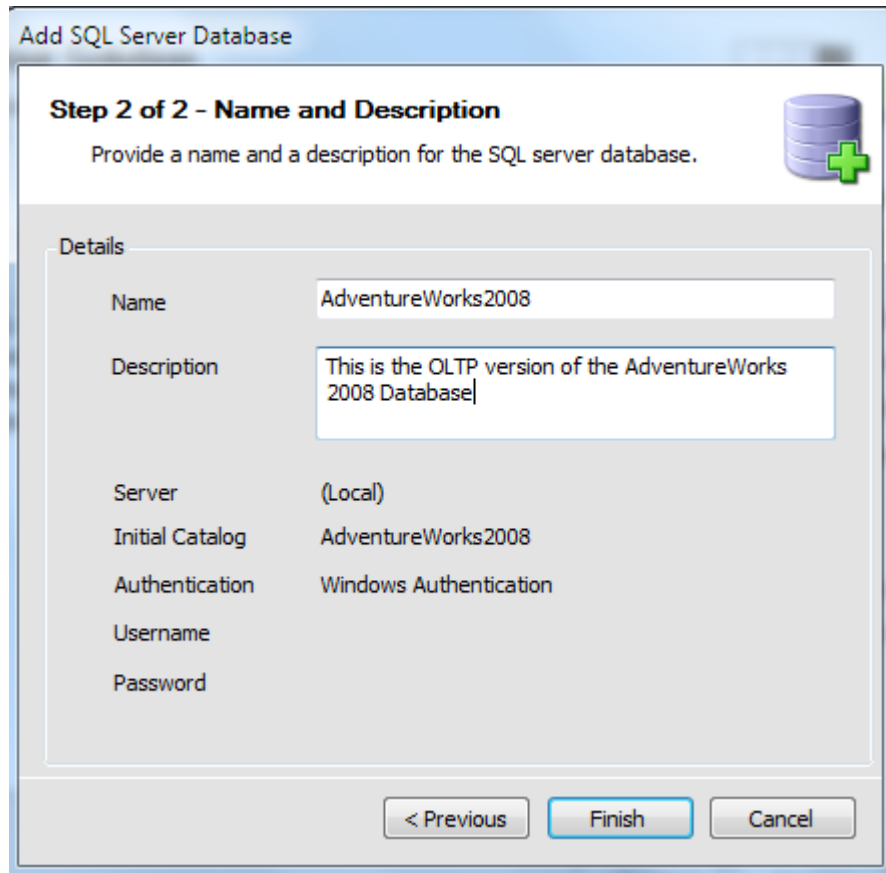 Add SQL Server Database
Step 2 of 2 - Name and Description
Provide a name and a description for the SQL server database.
Details
Name AdventureWorks2008
Description This is the OLTP version of the AdventureWorks
2008 Database
Server (Local)
Initial Catalog AdventureWorks2008
Authentication Windows Authentication
Username
Password
< Previous Finish Cancel